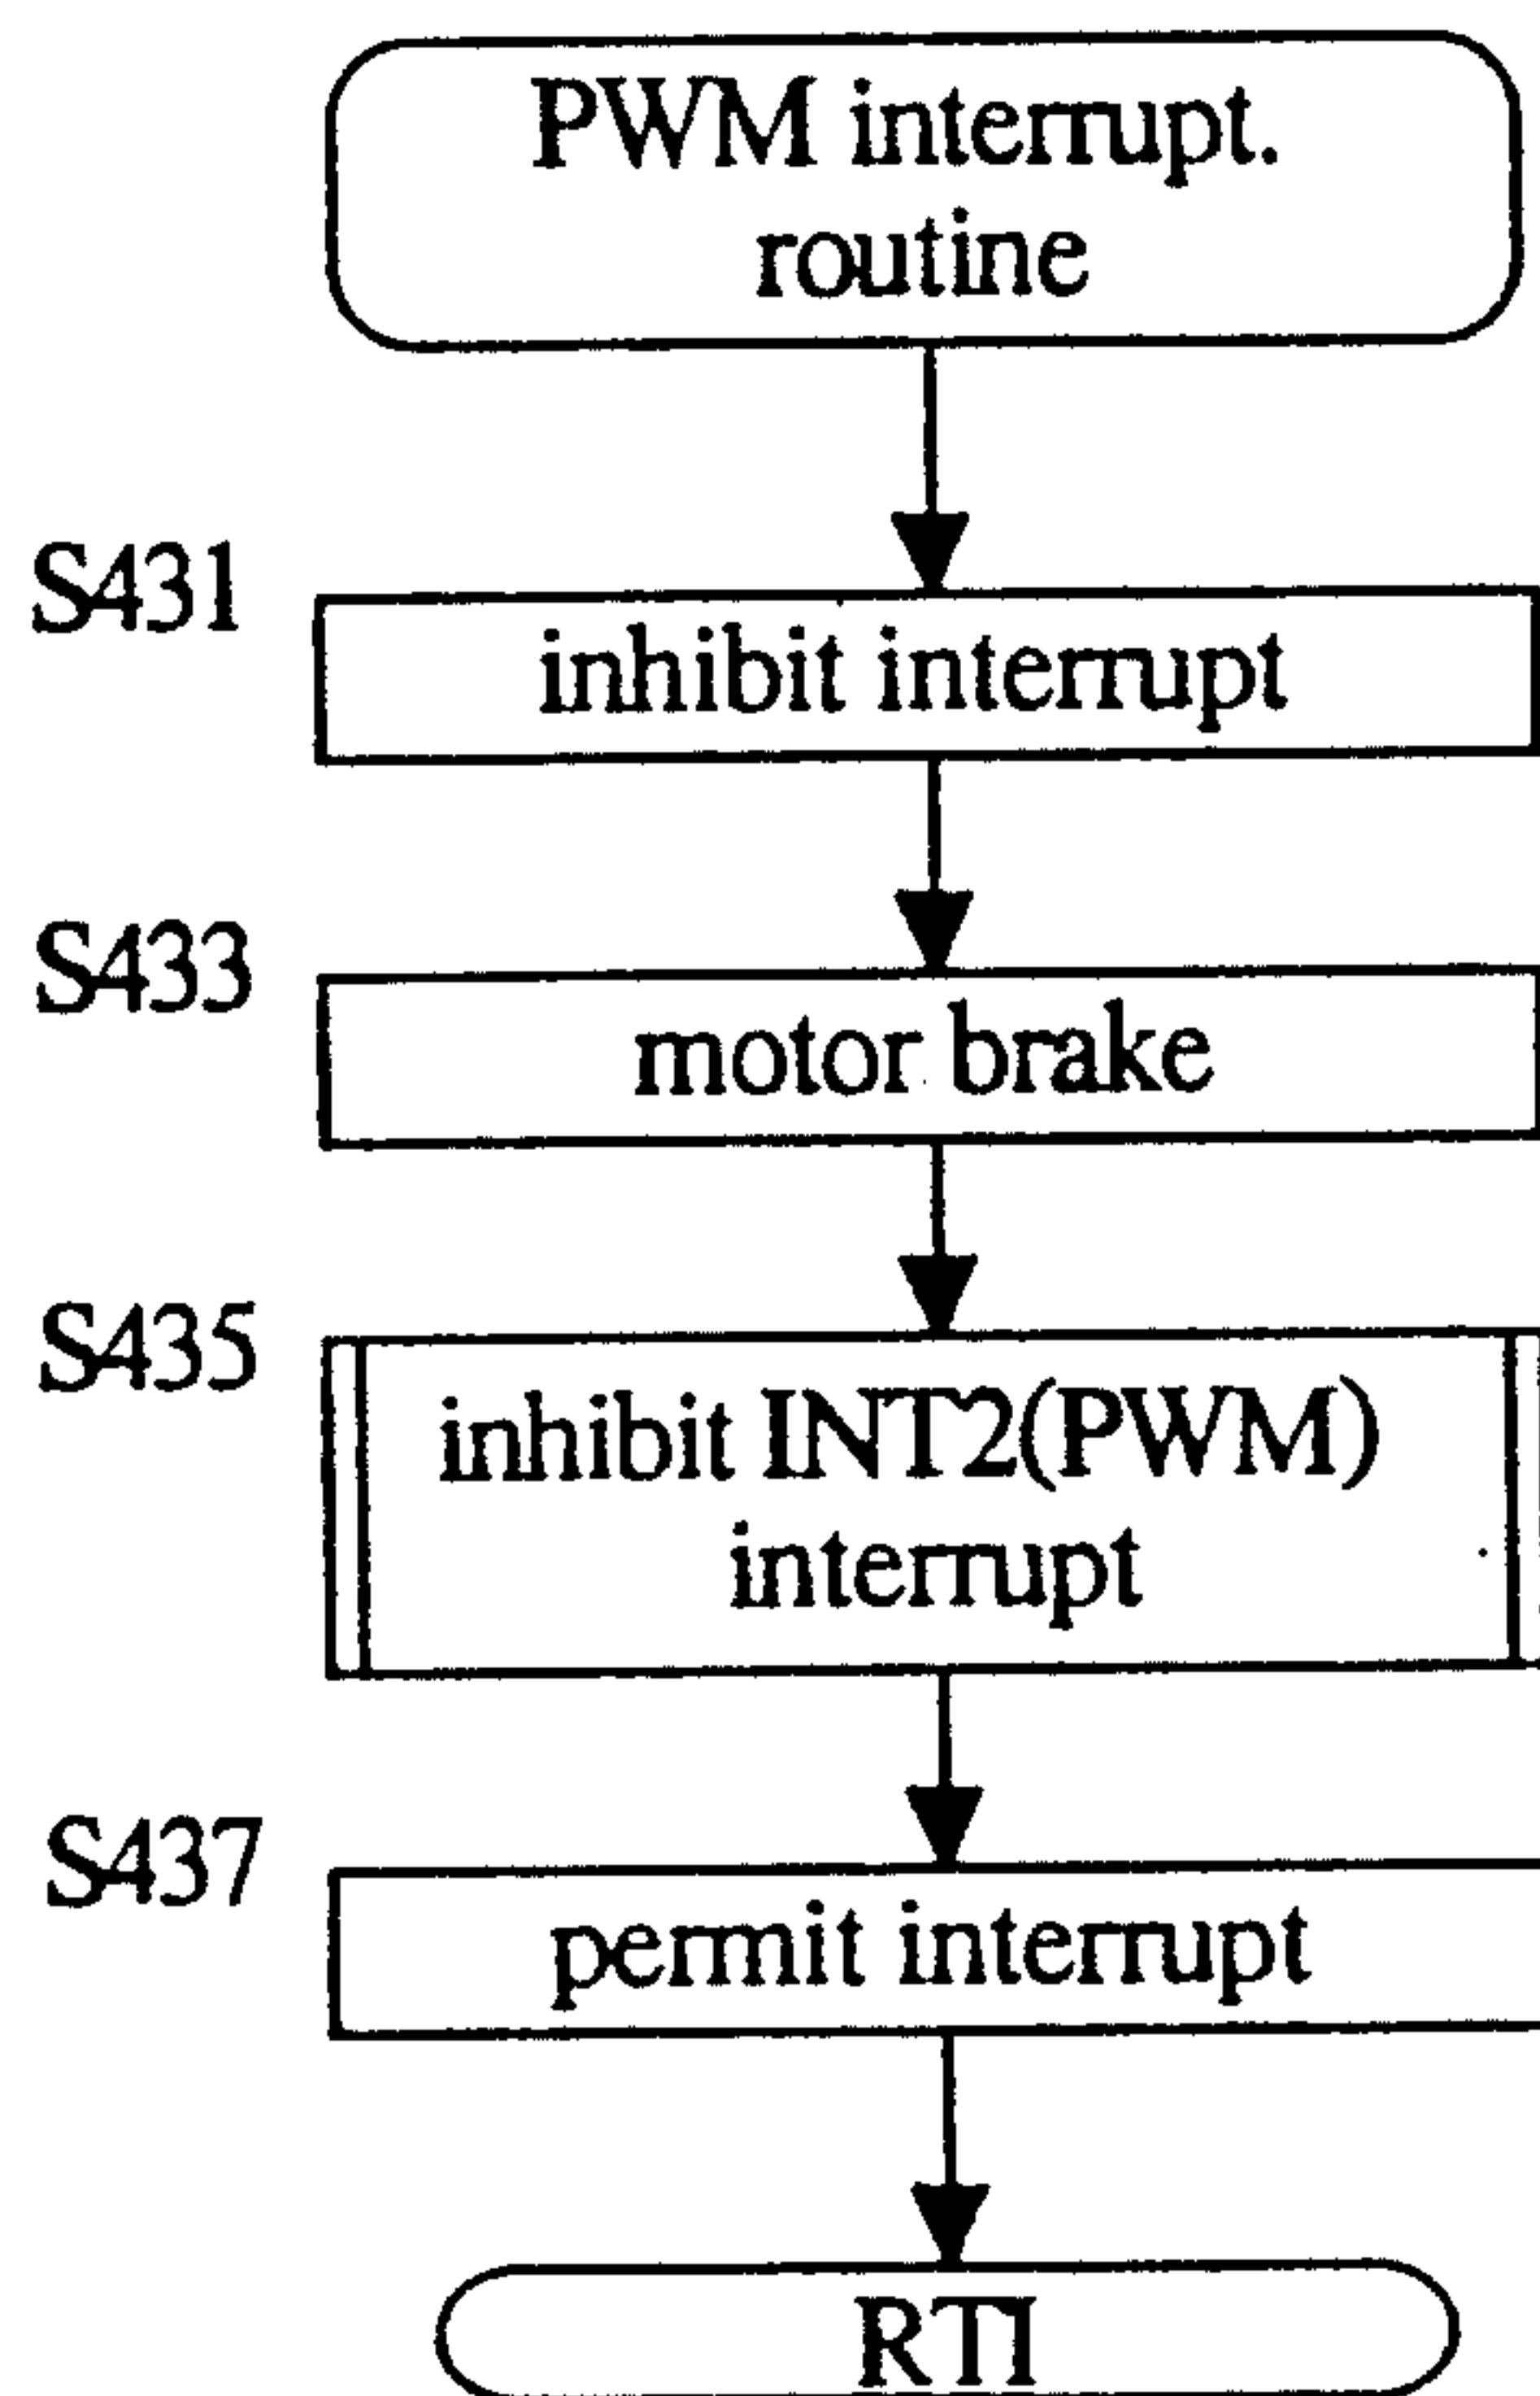 PWM interrupt.
routine
S431
inhibit interrupt
S433
motor brake
S435
inhibit INT2(PWM)
interrupt
S437
permit interrupt
RTI